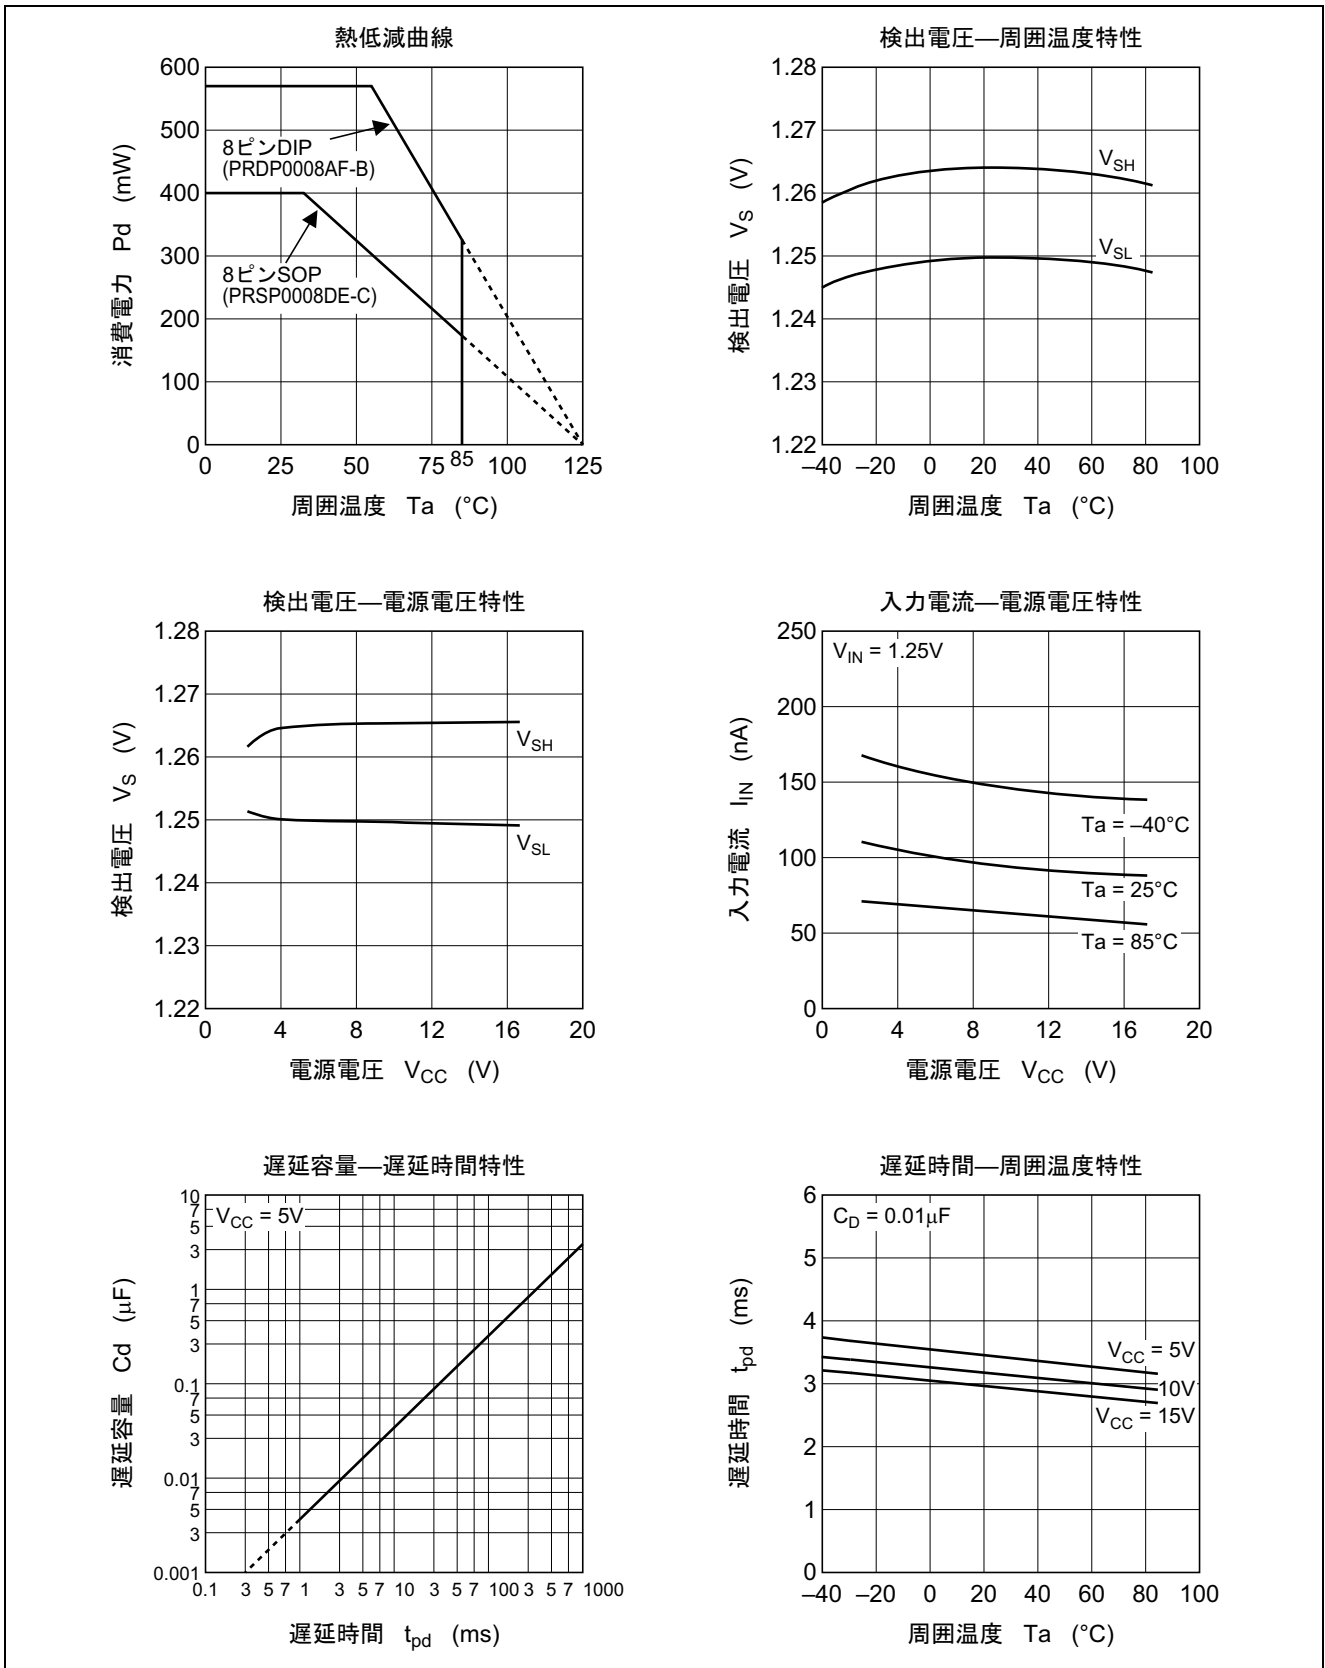 熱低減曲線
600
500
400
300
200
100
0
消費電力 Pd (mW)
8ピンDIP
(PRDP0008AF-B)
8ピンSOP
(PRSP0008DE-C)
0 25 50 75 85 100 125
周囲温度 Ta (°C)
検出電圧—周囲温度特性
1.28
1.27
1.26
1.25
1.24
1.23
1.22
検出電圧 VS (V)
VSH
VSL
–40 –20 0 20 40 60 80 100
周囲温度 Ta (°C)
検出電圧—電源電圧特性
1.28
1.27
1.26
1.25
1.24
1.23
1.22
検出電圧 VS (V)
VSH
VSL
0 4 8 12 16 20
電源電圧 VCC (V)
入力電流—電源電圧特性
250
200
150
100
50
0
入力電流 IIN (nA)
VIN = 1.25V
Ta = –40°C
Ta = 25°C
Ta = 85°C
0 4 8 12 16 20
電源電圧 VCC (V)
遅延容量—遅延時間特性
10
7
5
3
1
7
5
3
0.1
7
5
3
0.01
7
5
3
0.001
遅延容量 Cd (μF)
VCC = 5V
0.1 3 5 7 1 3 5 7 10 3 5 7 100 3 5 7 1000
遅延時間 tpd (ms)
遅延時間—周囲温度特性
6
5
4
3
2
1
0
遅延時間 tpd (ms)
CD = 0.01μF
VCC = 5V
10V
VCC = 15V
–40 –20 0 20 40 60 80 100
周囲温度 Ta (°C)